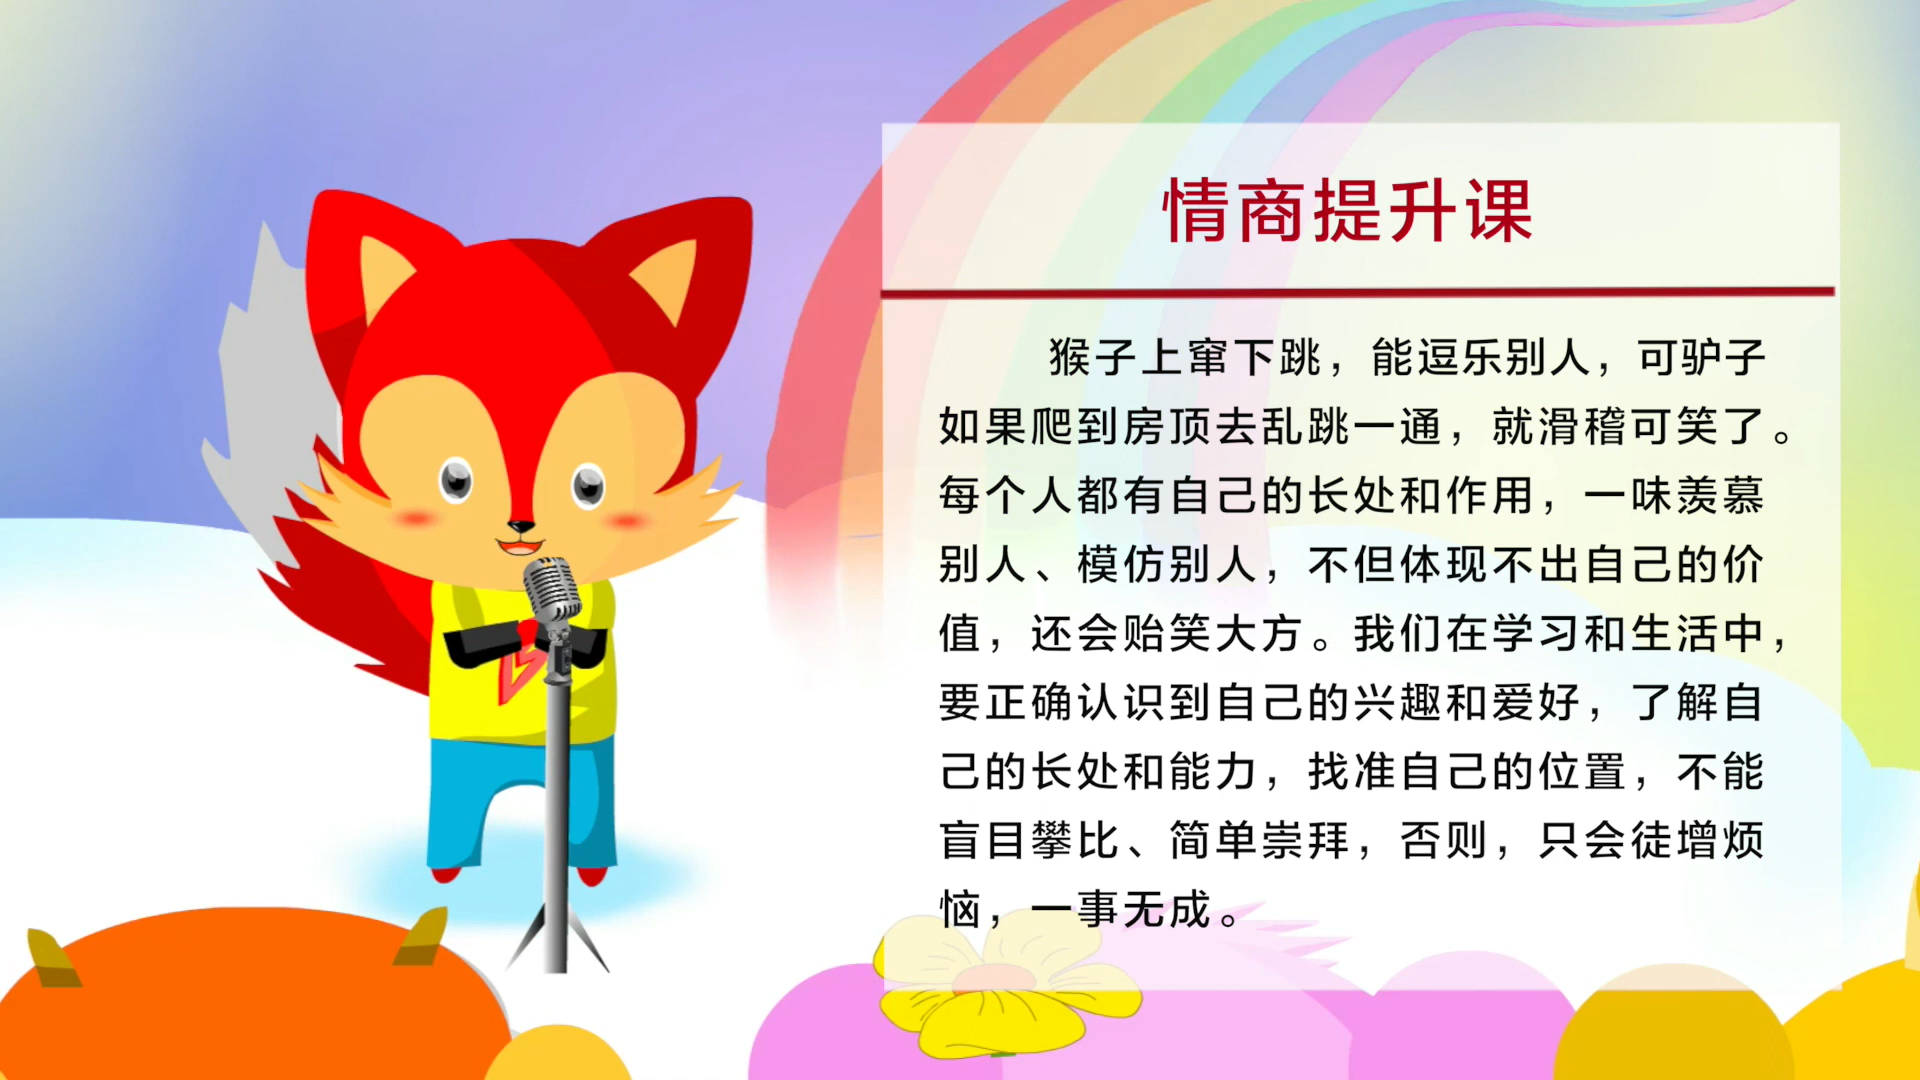 情商提升课
猴子上窜下跳，能逗乐别人，可驴子
如果爬到房顶去乱跳一通，就滑稽可笑了。
每个人都有自己的长处和作用，一味羡慕
别人、模仿别人，不但体现不出自己的价
值，还会贻笑大方。我们在学习和生活中，
要正确认识到自己的兴趣和爱好，了解自
己的长处和能力，找准自己的位置，不能
盲目攀比、简单崇拜，否则，只会徒增烦
恼，一事无成。